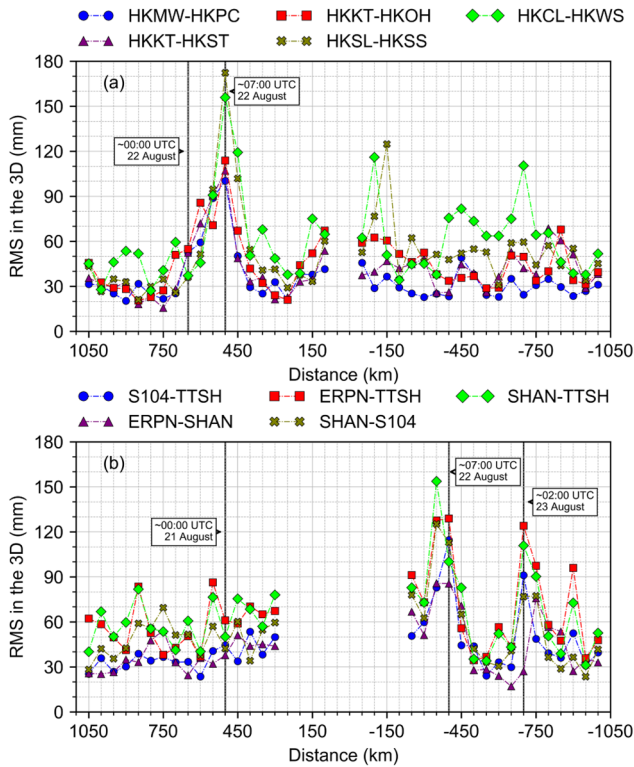 HKMW-HKPC HKKT-HKOH HKCL-HKWS
HKKT-HKST HKSL-HKSS
180
150
120
90
60
30
0
RMS in the 3D (mm)
(a)
~00:00 UTC
22 August
~07:00 UTC
22 August
1050 750 450 150 -150 -450 -750 -1050
Distance (km)
S104-TTSH ERPN-TTSH SHAN-TTSH
ERPN-SHAN SHAN-S104
180
150
120
90
60
30
0
RMS in the 3D (mm)
(b)
~00:00 UTC
21 August
~07:00 UTC
22 August
~02:00 UTC
23 August
1050 750 450 150 -150 -450 -750 -1050
Distance (km)